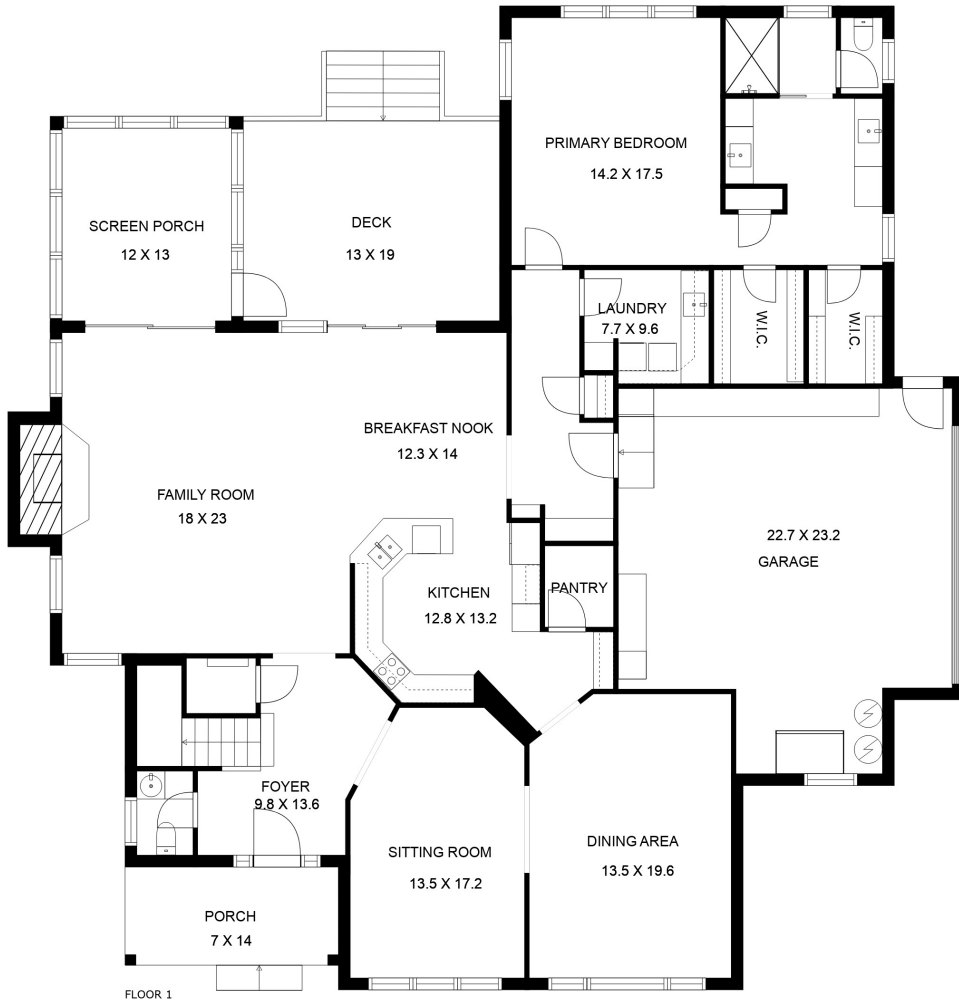 PRIMARY BEDROOM
14.2 X 17.5
SCREEN PORCH
12 X 13
DECK
13 X 19
LAUNDRY
7.7 X 9.6
W.I.C.
W.I.C.
BREAKFAST NOOK
12.3 X 14
FAMILY ROOM
18 X 23
22.7 X 23.2
GARAGE
KITCHEN
12.8 X 13.2
PANTRY
FOYER
9.8 X 13.6
SITTING ROOM
13.5 X 17.2
DINING AREA
13.5 X 19.6
PORCH
7 X 14
FLOOR 1